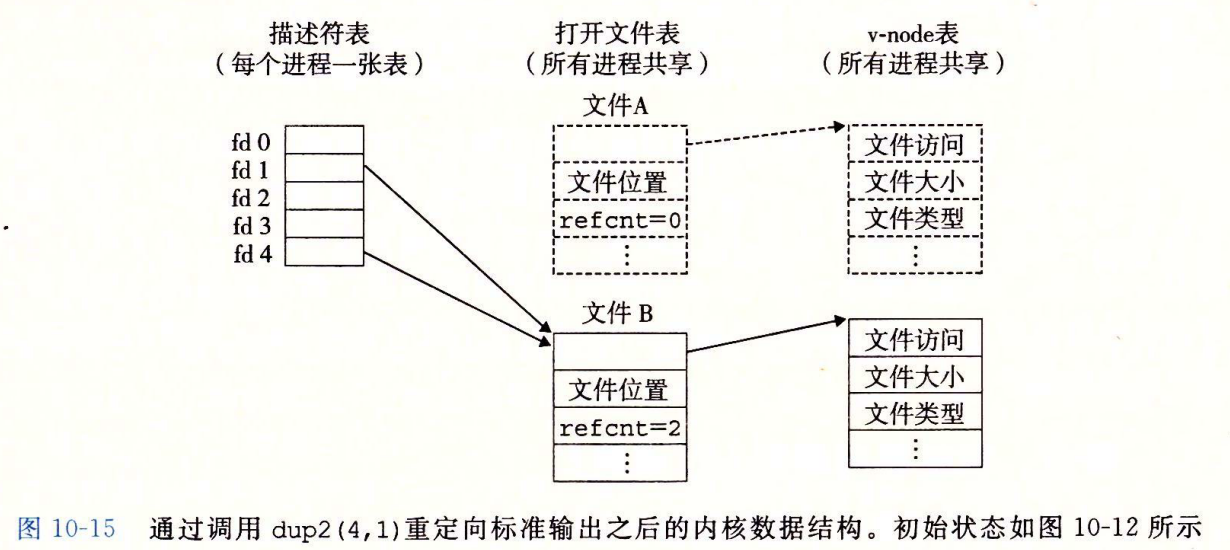 描述符表
（每个进程一张表）
打开文件表
（所有进程共享）
v-node表
（所有进程共享）
fd 0
fd 1
fd 2
fd 3
fd 4
文件A
文件位置
refcnt=0
⋮
文件访问
文件大小
文件类型
⋮
文件 B
文件位置
refcnt=2
⋮
文件访问
文件大小
文件类型
⋮
图 10-15 通过调用 dup2(4,1)重定向标准输出之后的内核数据结构。初始状态如图 10-12 所示